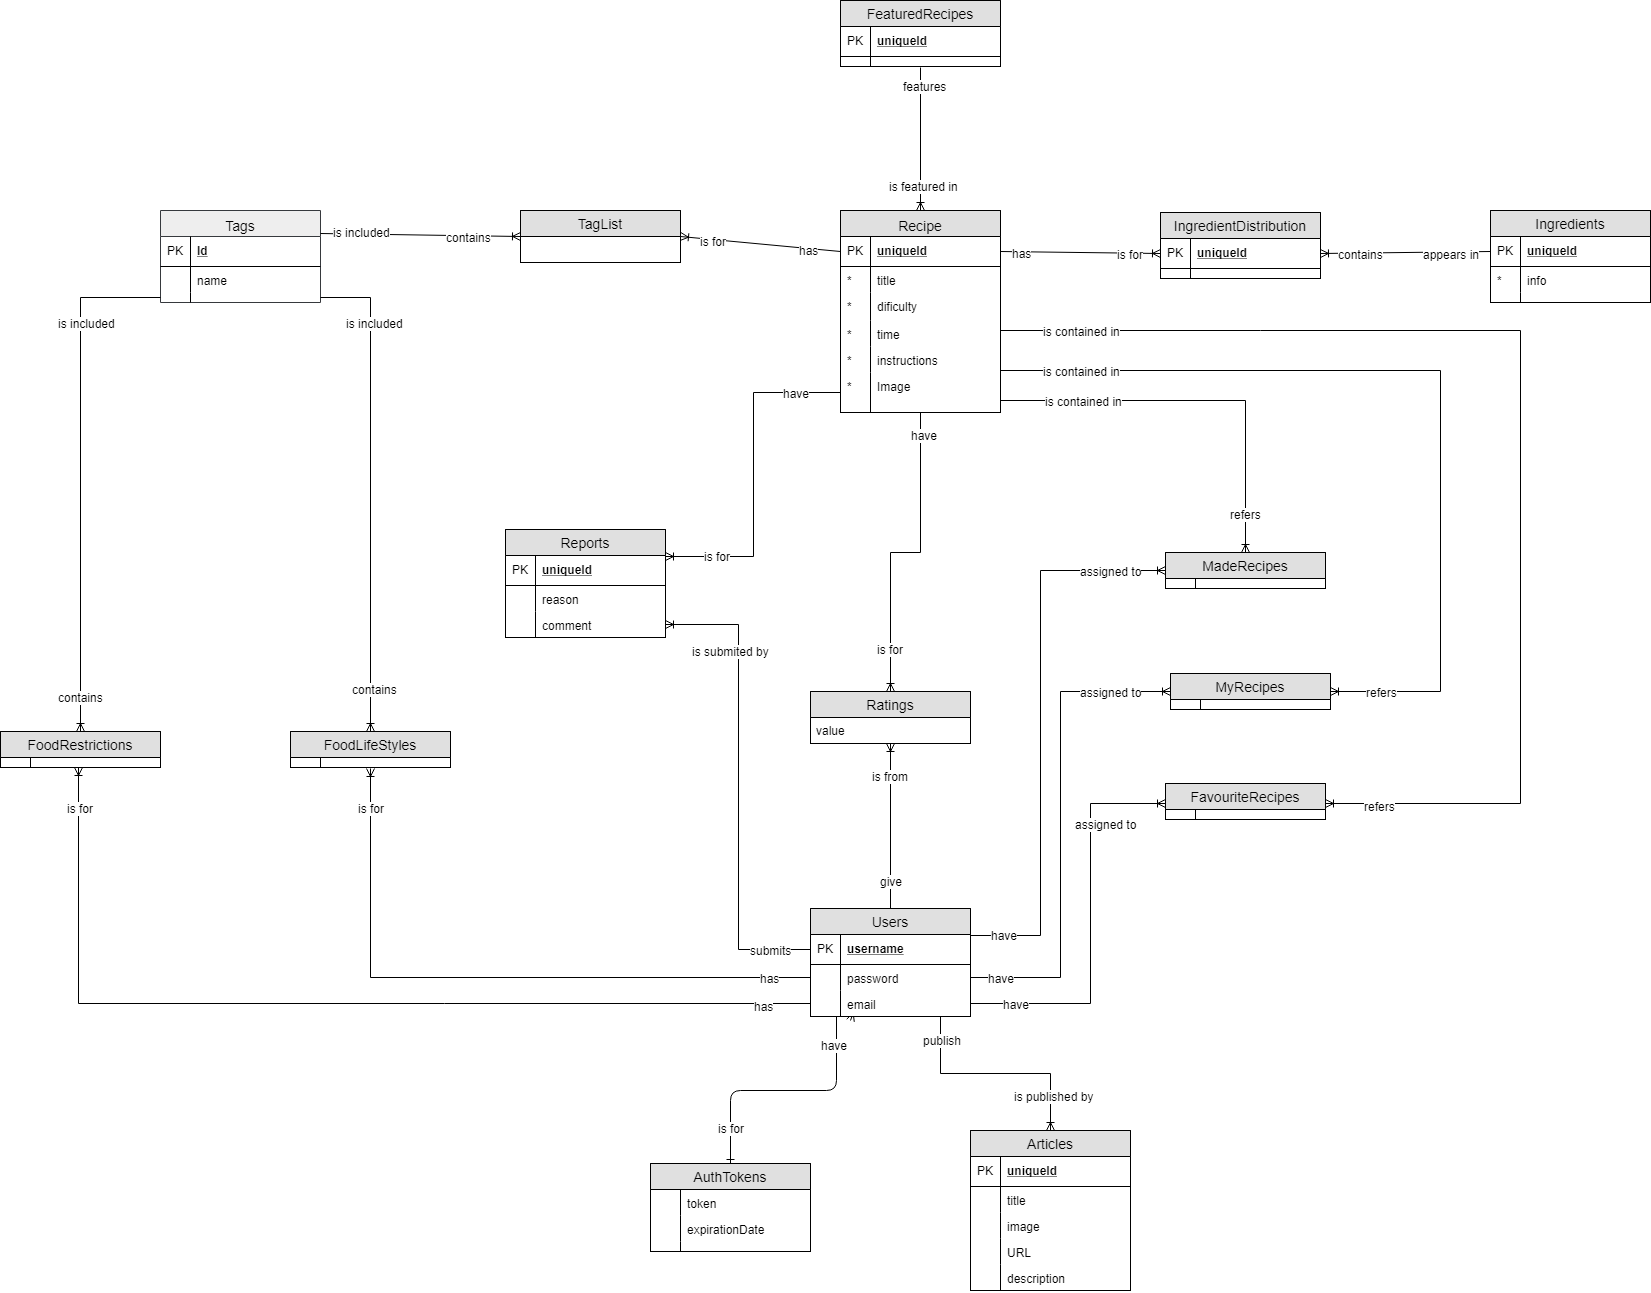 FeaturedRecipes
PK uniqueId
features
is featured in
Tags
PK Id
name
is included
contains
TagList
is for
has
Recipe
PK uniqueId
* title
* dificulty
* time
* instructions
* Image
has
is for
IngredientDistribution
PK uniqueId
contains
appears in
Ingredients
PK uniqueId
* info
is included
is included
is contained in
is contained in
is contained in
have
have
refers
Reports
PK uniqueId
reason
comment
is for
is submited by
MadeRecipes
assigned to
is for
MyRecipes
assigned to
refers
contains
contains
Ratings
value
is from
FoodRestrictions
FoodLifeStyles
is for
is for
FavouriteRecipes
assigned to
refers
give
Users
PK username
password
email
submits
has
has
have
have
have
have
publish
is for
is published by
AuthTokens
token
expirationDate
Articles
PK uniqueId
title
image
URL
description